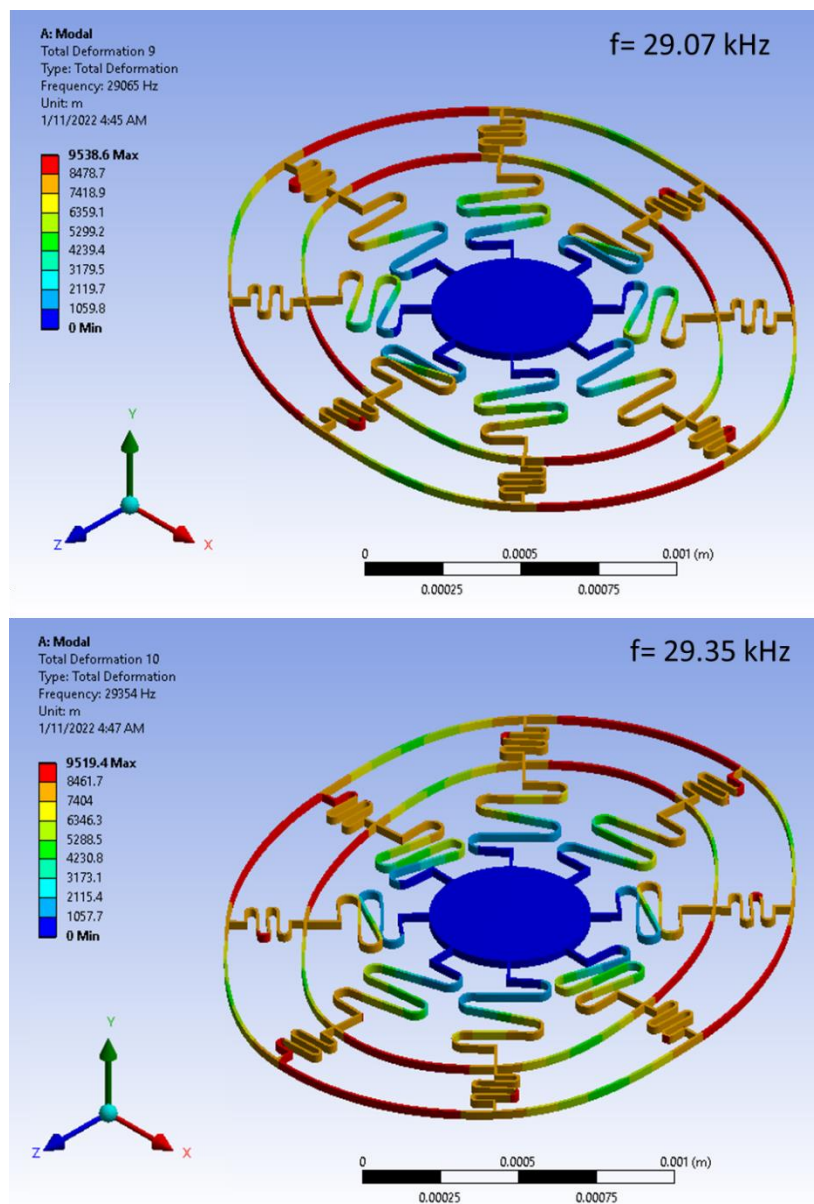 A: Modal
Total Deformation 9
Type: Total Deformation
Frequency: 29065 Hz
Unit: m
1/11/2022 4:45 AM
f= 29.07 kHz
9538.6 Max
8478.7
7418.9
6359.1
5299.2
4239.4
3179.5
2119.7
1059.8
0 Min
Y
Z
X
0
0.0005
0.001 (m)
0.00025
0.00075
A: Modal
Total Deformation 10
Type: Total Deformation
Frequency: 29354 Hz
Unit: m
1/11/2022 4:47 AM
f= 29.35 kHz
9519.4 Max
8461.7
7404
6346.3
5288.5
4230.8
3173.1
2115.4
1057.7
0 Min
Y
Z
X
0
0.0005
0.001 (m)
0.00025
0.00075